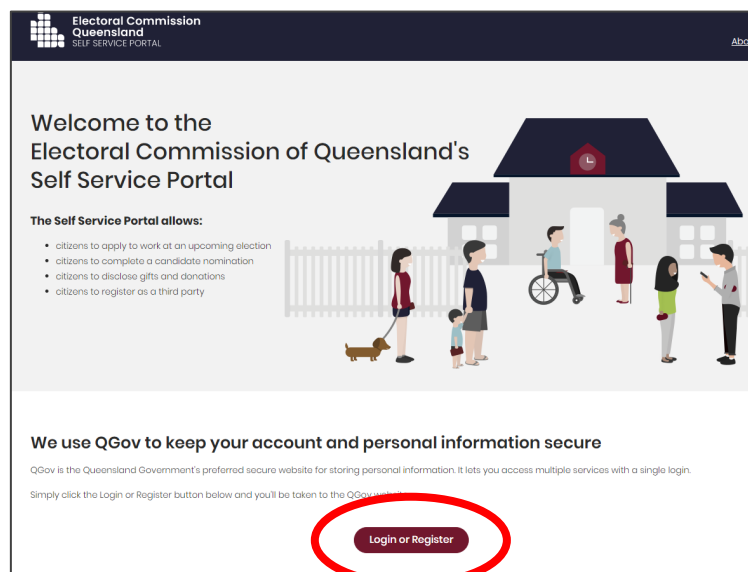 Electoral Commission
Queensland
SELF SERVICE PORTAL
Abo
Welcome to the
Electoral Commission of Queensland's
Self Service Portal
The Self Service Portal allows:
citizens to apply to work at an upcoming election
citizens to complete a candidate nomination
citizens to disclose gifts and donations
citizens to register as a third party
We use QGov to keep your account and personal information secure
QGov is the Queensland Government's preferred secure website for storing personal information. It lets you access multiple services with a single login.
Simply click the Login or Register button below and you'll be taken to the QGov website
Login or Register